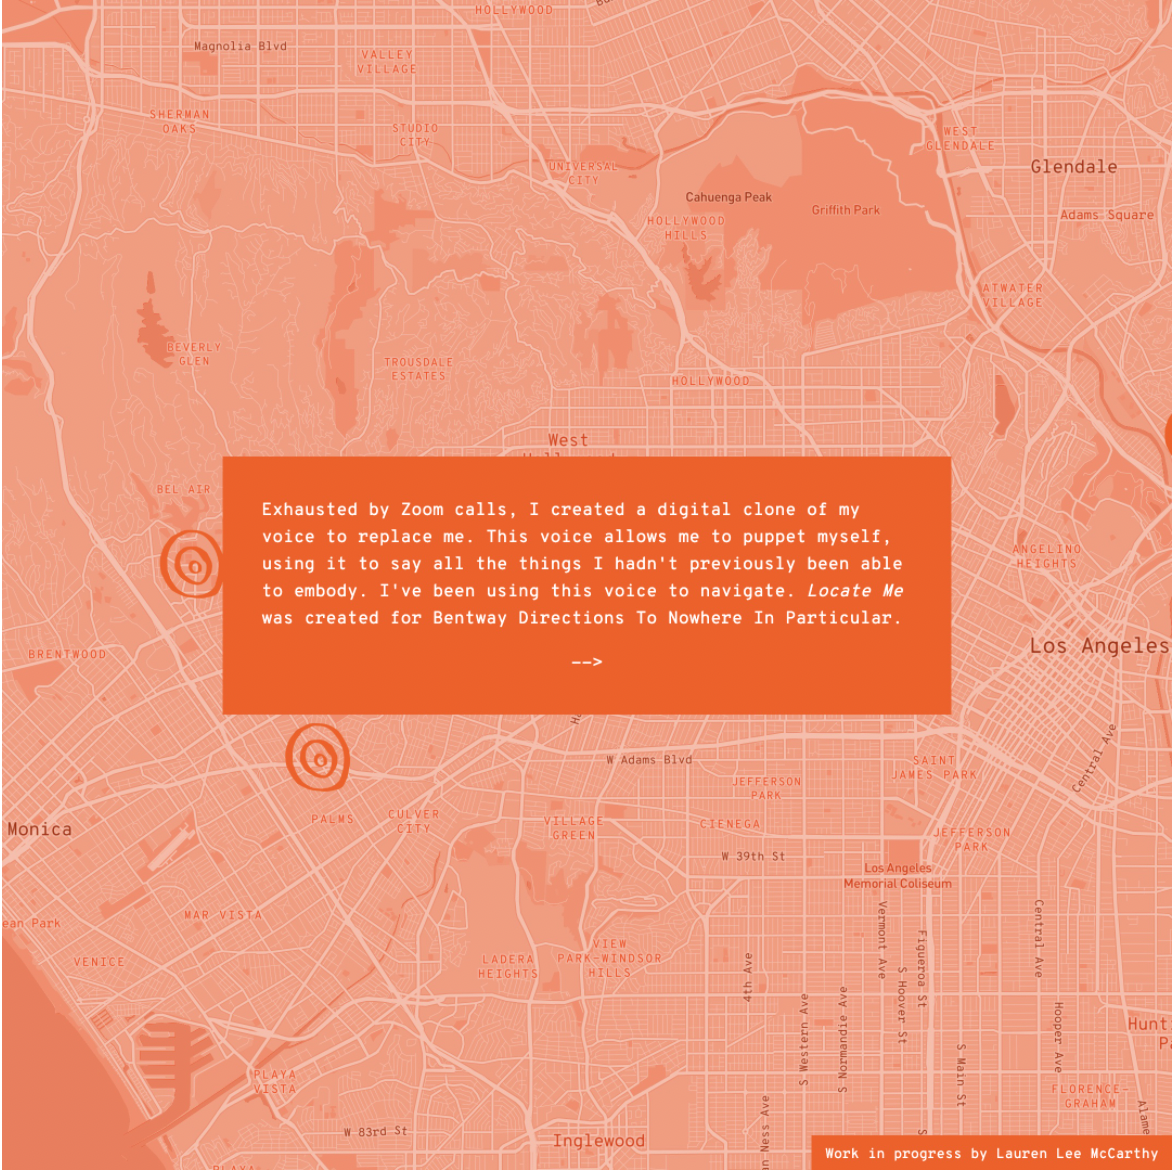 HOLLYWOOD
Magnolia Blvd
VALLEY
VILLAGE
SHERMAN
OAKS
STUDIO
CITY
WEST
GLENDALE
UNIVERSAL
CITY
Glendale
Cahuenga Peak
Griffith Park
Adams Square
HOLLYWOOD
HILLS
ATWATER
VILLAGE
BEVERLY
GLEN
TROUSDALE
ESTATES
HOLLYWOOD
West
BEL AIR
Exhausted by Zoom calls, I created a digital clone of my
voice to replace me. This voice allows me to puppet myself,
using it to say all the things I hadn't previously been able
to embody. I've been using this voice to navigate. Locate Me
was created for Bentway Directions To Nowhere In Particular.
-->
ANGELINO
HEIGHTS
BRENTWOOD
Los Angeles
W Adams Blvd
Central Ave
SAINT
JAMES PARK
JEFFERSON
PARK
PALMS
CULVER
CITY
VILLAGE
GREEN
CIENEGA
Monica
JEFFERSON
PARK
W 39th St
Los Angeles
Memorial Coliseum
MAR VISTA
ean Park
VENICE
LADERA
HEIGHTS
VIEW
PARK-WINDSOR
HILLS
4th Ave
Vermont Ave
Figueroa St
Central Ave
S Western Ave
S Normandie Ave
S Hoover St
S Main St
Hooper Ave
Hunt
P
PLAYA
VISTA
FLORENCE-
GRAHAM
W 83rd St
Inglewood
n Ness Ave
Alame
PLAYA
Work in progress by Lauren Lee McCarthy